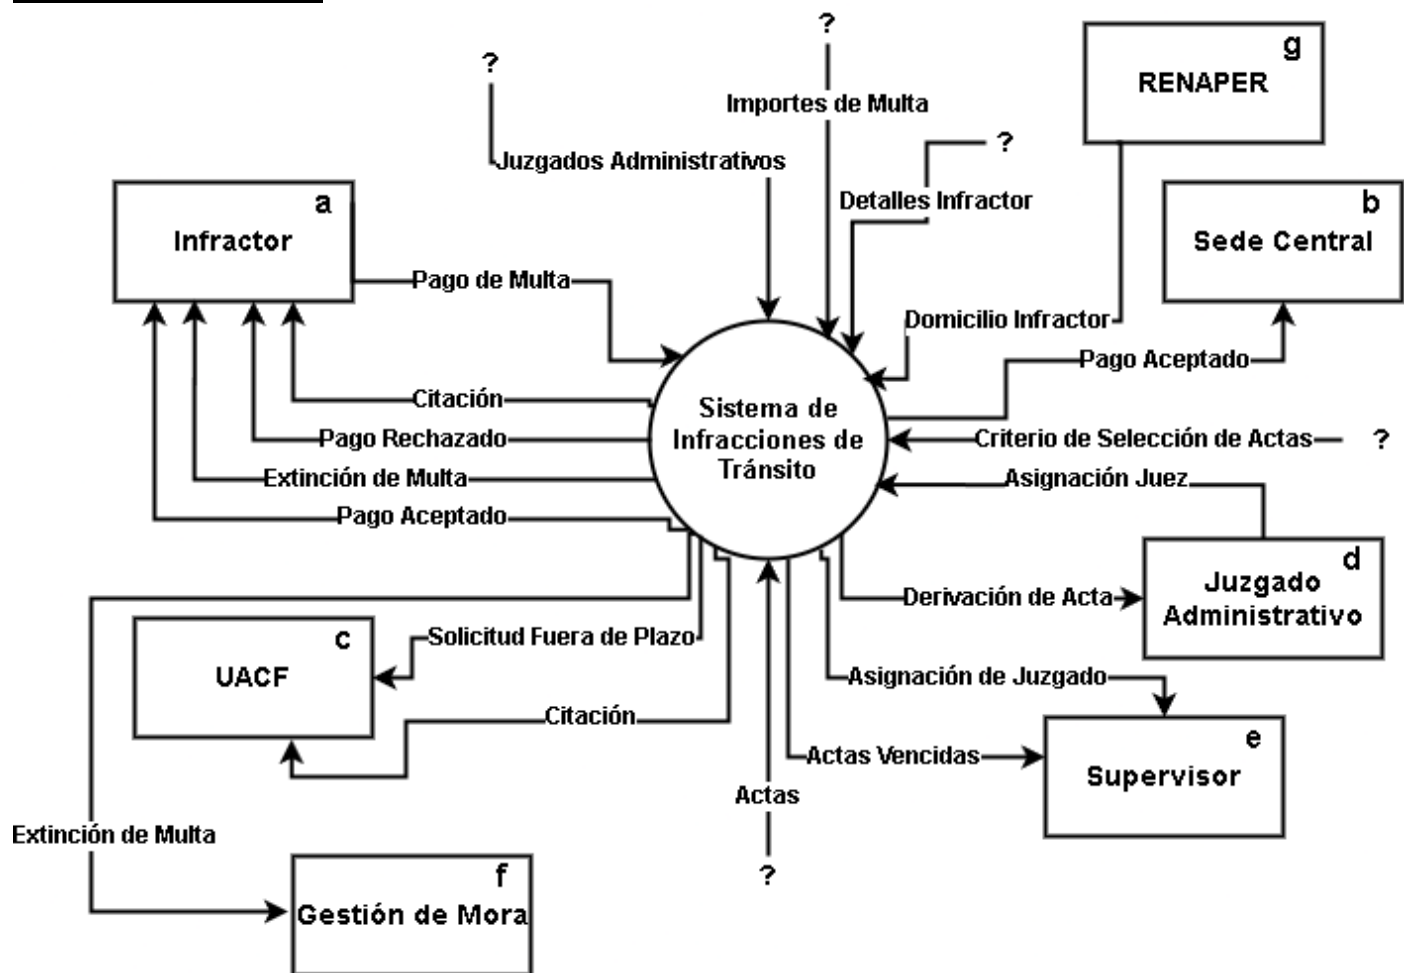 ?
?
g
RENAPER
Importes de Multa
?
Juzgados Administrativos
a
Infractor
Detalles Infractor
b
Sede Central
Pago de Multa
Domicilio Infractor
Pago Aceptado
Citación
Sistema de
Infracciones de
Tránsito
Pago Rechazado
Criterio de Selección de Actas
?
Extinción de Multa
Asignación Juez
Pago Aceptado
d
Juzgado
Administrativo
Derivación de Acta
c
UACF
Solicitud Fuera de Plazo
Asignación de Juzgado
Citación
e
Supervisor
Actas Vencidas
Actas
Extinción de Multa
?
f
Gestión de Mora